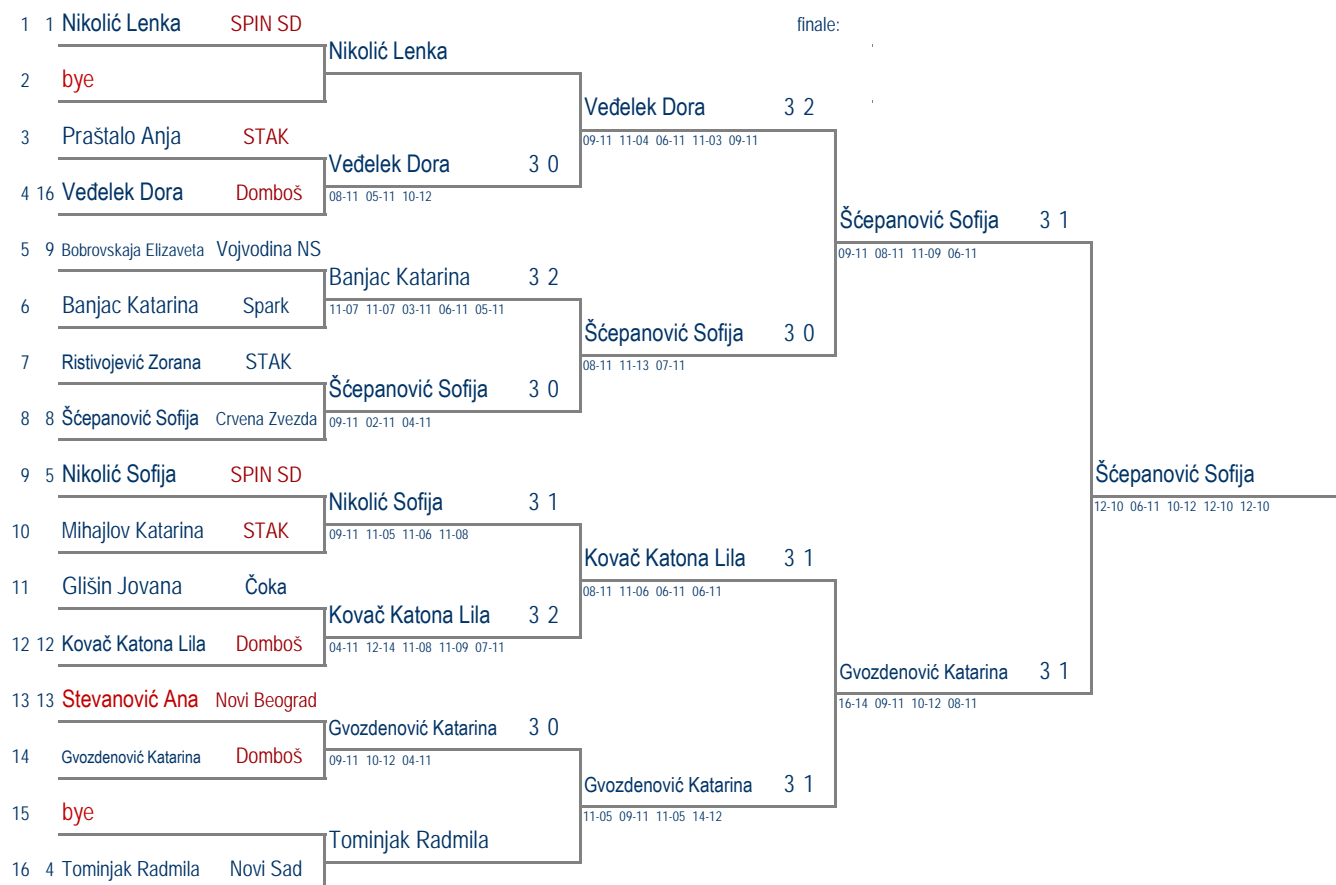 1 1 Nikolić Lenka SPIN SD finale:
Nikolić Lenka
2 bye
Veđelek Dora 3 2
3 Praštalo Anja STAK
09-11 11-04 06-11 11-03 09-11
Veđelek Dora 3 0
4 16 Veđelek Dora Domboš
08-11 05-11 10-12
Šćepanović Sofija 3 1
5 9 Bobrovskaja Elizaveta Vojvodina NS
09-11 08-11 11-09 06-11
Banjac Katarina 3 2
6 Banjac Katarina Spark
11-07 11-07 03-11 06-11 05-11
Šćepanović Sofija 3 0
7 Ristivojević Zorana STAK
08-11 11-13 07-11
Šćepanović Sofija 3 0
8 8 Šćepanović Sofija Crvena Zvezda
09-11 02-11 04-11
9 5 Nikolić Sofija SPIN SD
Šćepanović Sofija
Nikolić Sofija 3 1
12-10 06-11 10-12 12-10 12-10
10 Mihajlov Katarina STAK
09-11 11-05 11-06 11-08
Kovač Katona Lila 3 1
11 Glišin Jovana Čoka
08-11 11-06 06-11 06-11
Kovač Katona Lila 3 2
12 12 Kovač Katona Lila Domboš
04-11 12-14 11-08 11-09 07-11
Gvozdenović Katarina 3 1
13 13 Stevanović Ana Novi Beograd
16-14 09-11 10-12 08-11
Gvozdenović Katarina 3 0
14 Gvozdenović Katarina Domboš
09-11 10-12 04-11
Gvozdenović Katarina 3 1
15 bye
11-05 09-11 11-05 14-12
Tominjak Radmila
16 4 Tominjak Radmila Novi Sad